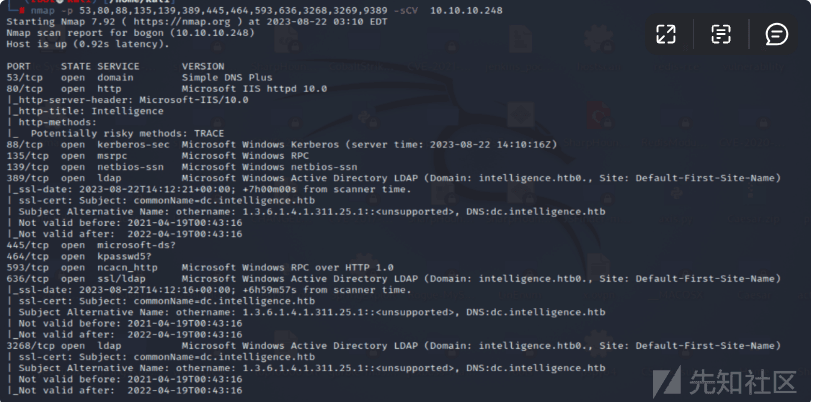 nmap -p 53,80,88,135,139,389,445,464,593,636,3268,3269,9389 -sCV  10.10.10.248
Starting Nmap 7.92 ( https://nmap.org ) at 2023-08-22 03:10 EDT
Nmap scan report for bogon (10.10.10.248)
Host is up (0.92s latency).
PORT     STATE SERVICE       VERSION
53/tcp   open  domain        Simple DNS Plus
80/tcp   open  http          Microsoft IIS httpd 10.0
|_http-server-header: Microsoft-IIS/10.0
|_http-title: Intelligence
| http-methods:
|_  Potentially risky methods: TRACE
88/tcp   open  kerberos-sec  Microsoft Windows Kerberos (server time: 2023-08-22 14:10:16Z)
135/tcp  open  msrpc         Microsoft Windows RPC
139/tcp  open  netbios-ssn   Microsoft Windows netbios-ssn
389/tcp  open  ldap          Microsoft Windows Active Directory LDAP (Domain: intelligence.htb0., Site: Default-First-Site-Name)
|_ssl-date: 2023-08-22T14:12:21+00:00; +7h00m00s from scanner time.
| ssl-cert: Subject: commonName=dc.intelligence.htb
| Subject Alternative Name: othername: 1.3.6.1.4.1.311.25.1::<unsupported>, DNS:dc.intelligence.htb
| Not valid before: 2021-04-19T00:43:16
|_Not valid after:  2022-04-19T00:43:16
445/tcp  open  microsoft-ds?
464/tcp  open  kpasswd5?
593/tcp  open  ncacn_http    Microsoft Windows RPC over HTTP 1.0
636/tcp  open  ssl/ldap      Microsoft Windows Active Directory LDAP (Domain: intelligence.htb0., Site: Default-First-Site-Name)
|_ssl-date: 2023-08-22T14:12:16+00:00; +6h59m57s from scanner time.
| ssl-cert: Subject: commonName=dc.intelligence.htb
| Subject Alternative Name: othername: 1.3.6.1.4.1.311.25.1::<unsupported>, DNS:dc.intelligence.htb
| Not valid before: 2021-04-19T00:43:16
|_Not valid after:  2022-04-19T00:43:16
3268/tcp open  ldap          Microsoft Windows Active Directory LDAP (Domain: intelligence.htb0., Site: Default-First-Site-Name)
| ssl-cert: Subject: commonName=dc.intelligence.htb
| Subject Alternative Name: othername: 1.3.6.1.4.1.311.25.1::<unsupported>, DNS:dc.intelligence.htb
| Not valid before: 2021-04-19T00:43:16
|_Not valid after:  2022-04-19T00:43:16
先知社区